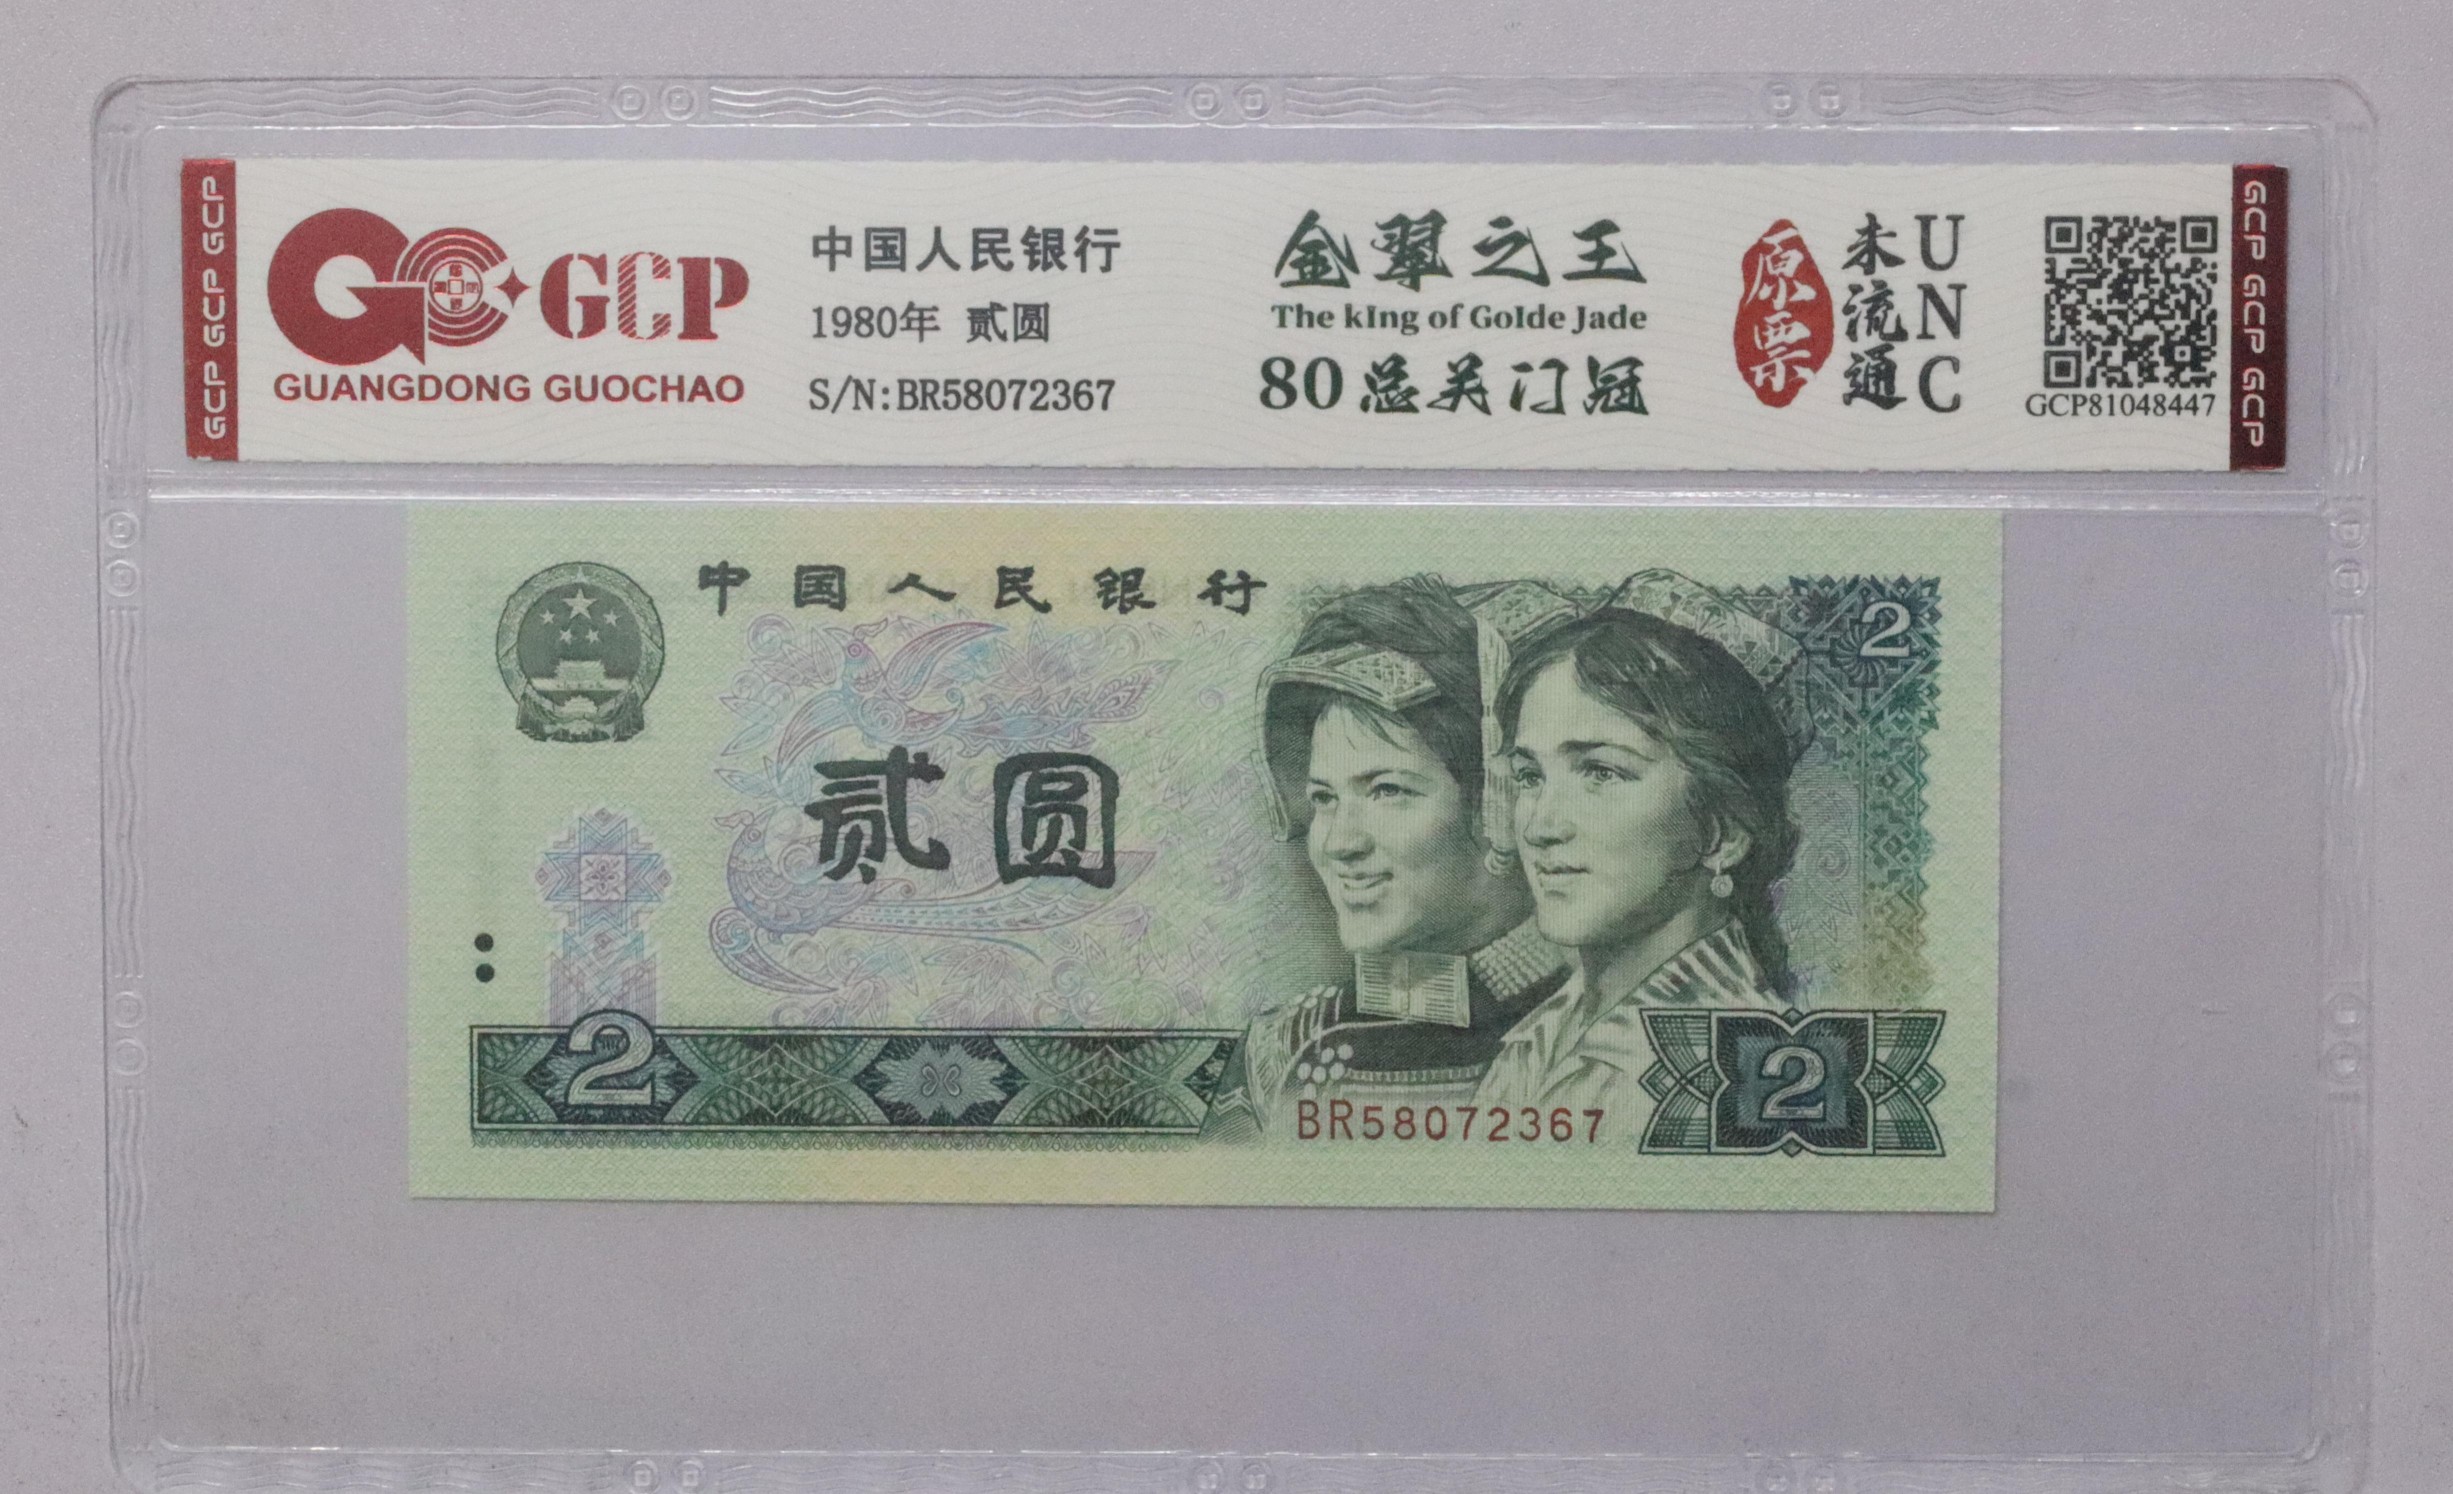 GCP GCP GCP
GCP
GUANGDONG GUOCHAO
中国人民银行
1980年 贰圆
S/N:BR58072367
金翠之王
The kIng of Golde Jade
80总关门冠
原票
未流通
UNC
GCP81048447
GCP GCP GCP
中国人民银行
2
贰圆
2
BR58072367
2